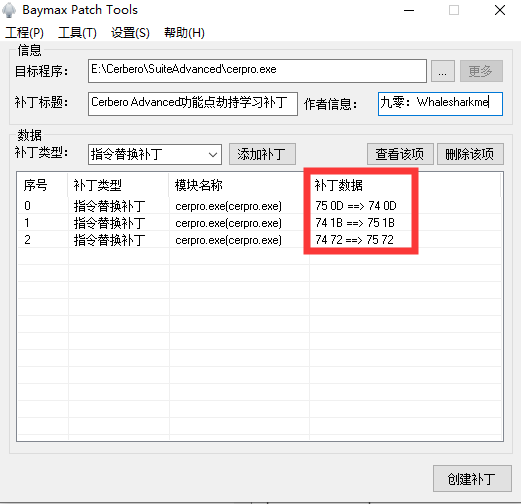 Baymax Patch Tools
工程(P) 工具(T) 设置(S) 帮助(H)
信息
目标程序： E:\Cerbero\SuiteAdvanced\cerpro.exe ... 更多
补丁标题： Cerbero Advanced功能点劫持学习补丁 作者信息： 九零：Whalesharkme
数据
补丁类型： 指令替换补丁 添加补丁 查看该项 删除该项
序号 补丁类型 模块名称 补丁数据
0 指令替换补丁 cerpro.exe(cerpro.exe) 75 0D ==> 74 0D
1 指令替换补丁 cerpro.exe(cerpro.exe) 74 1B ==> 75 1B
2 指令替换补丁 cerpro.exe(cerpro.exe) 74 72 ==> 75 72
创建补丁